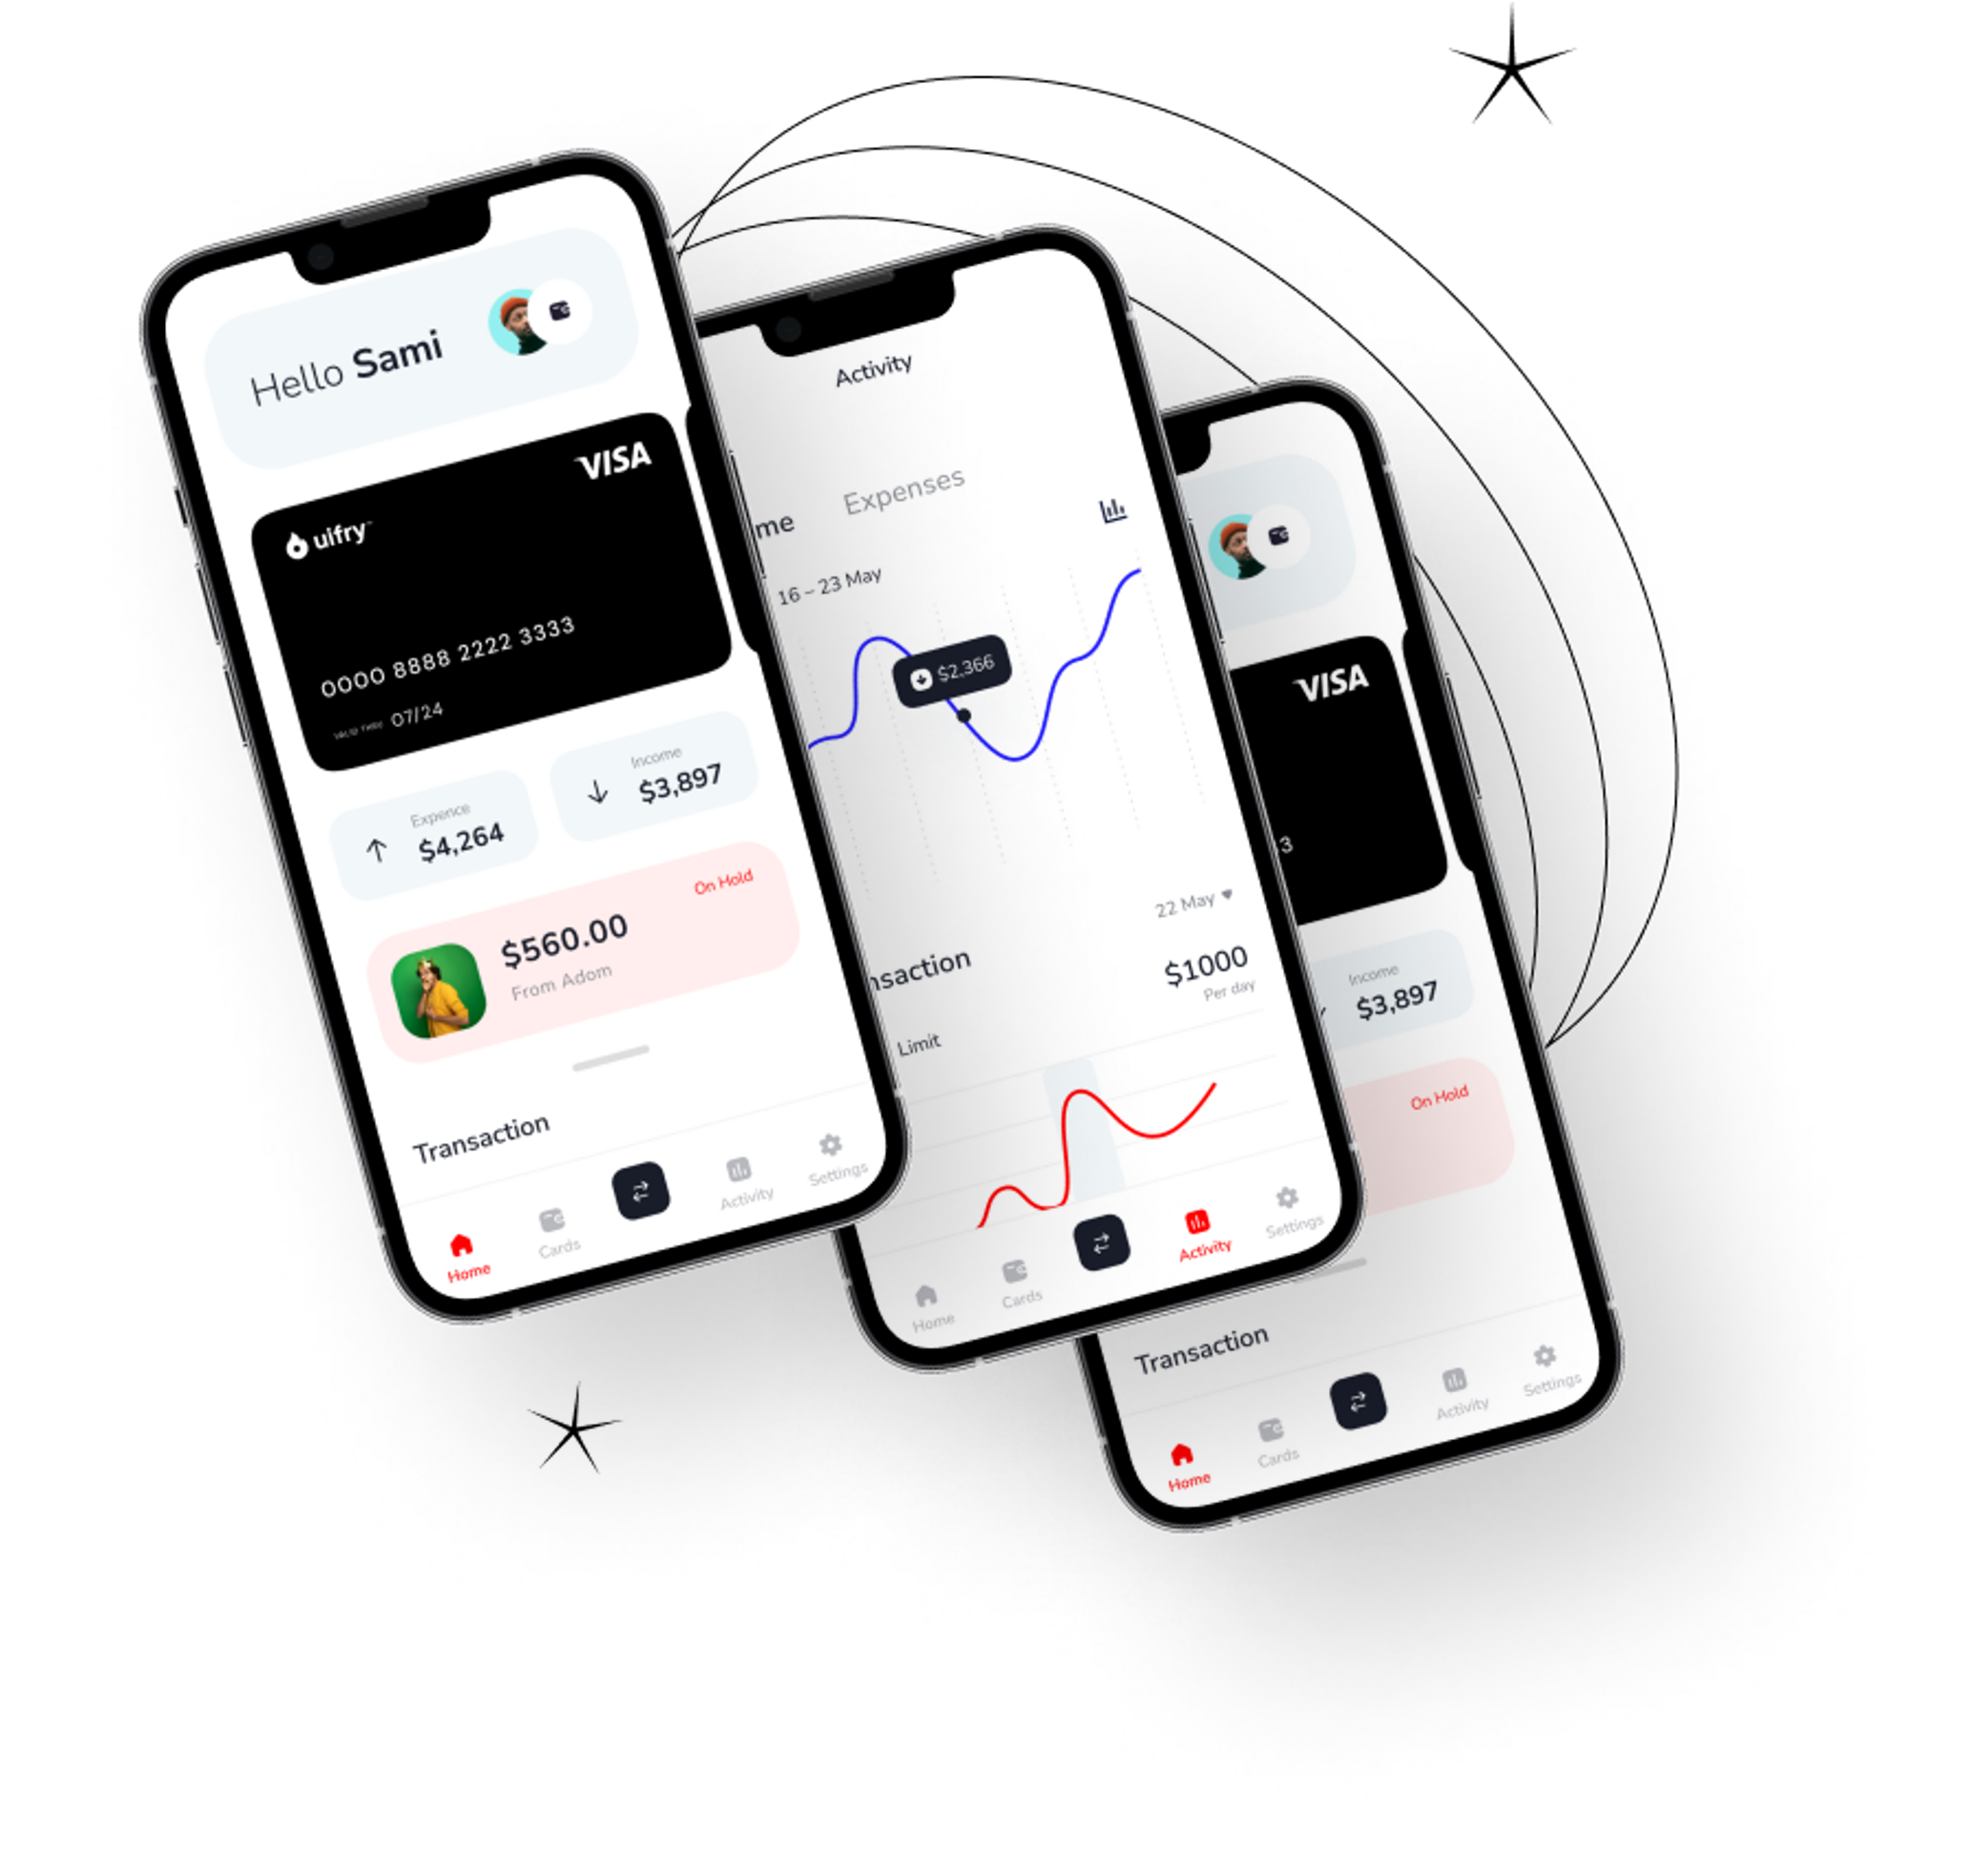 Hello Sami
VISA
uifry™
0000 8888 2222 3333
VALID THRU 07/24
Expence
$4,264
Income
$3,897
On Hold
$560.00
From Adom
Transaction
Home
Cards
Activity
Settings
Activity
me
Expenses
16 – 23 May
$2,366
22 May
nsaction
$1000
Per day
Limit
Home
Cards
Activity
Settings
VISA
3
Income
$3,897
On Hold
Transaction
Home
Cards
Activity
Settings